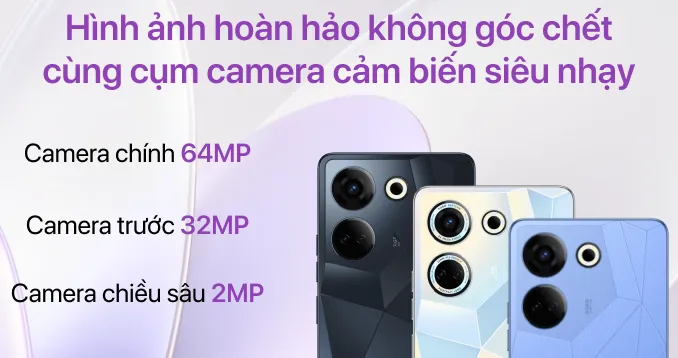 Hình ảnh hoàn hảo không góc chết
cùng cụm camera cảm biến siêu nhạy
Camera chính 64MP
Camera trước 32MP
Camera chiều sâu 2MP